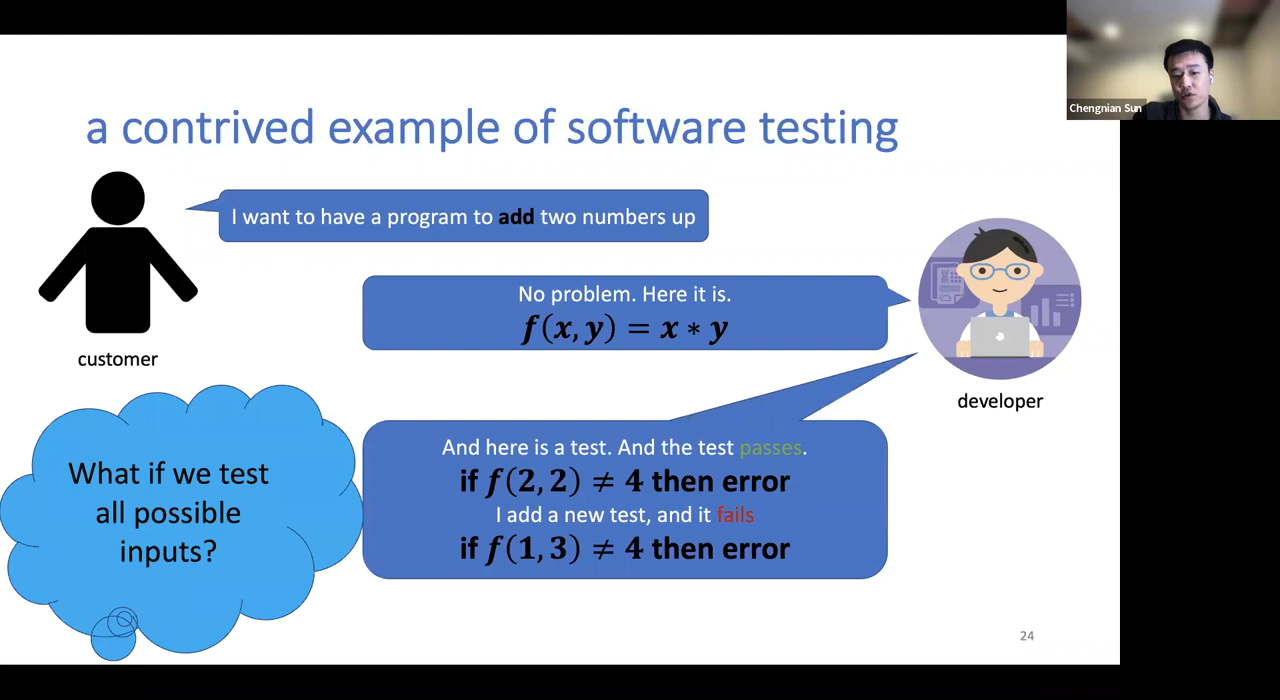 Chengnian Sun
a contrived example of software testing
I want to have a program to add two numbers up
No problem. Here it is.
f(x, y) = x ∗ y
customer
developer
And here is a test. And the test passes.
if f(2, 2) ≠ 4 then error
I add a new test, and it fails
if f(1, 3) ≠ 4 then error
What if we test
all possible
inputs?
24